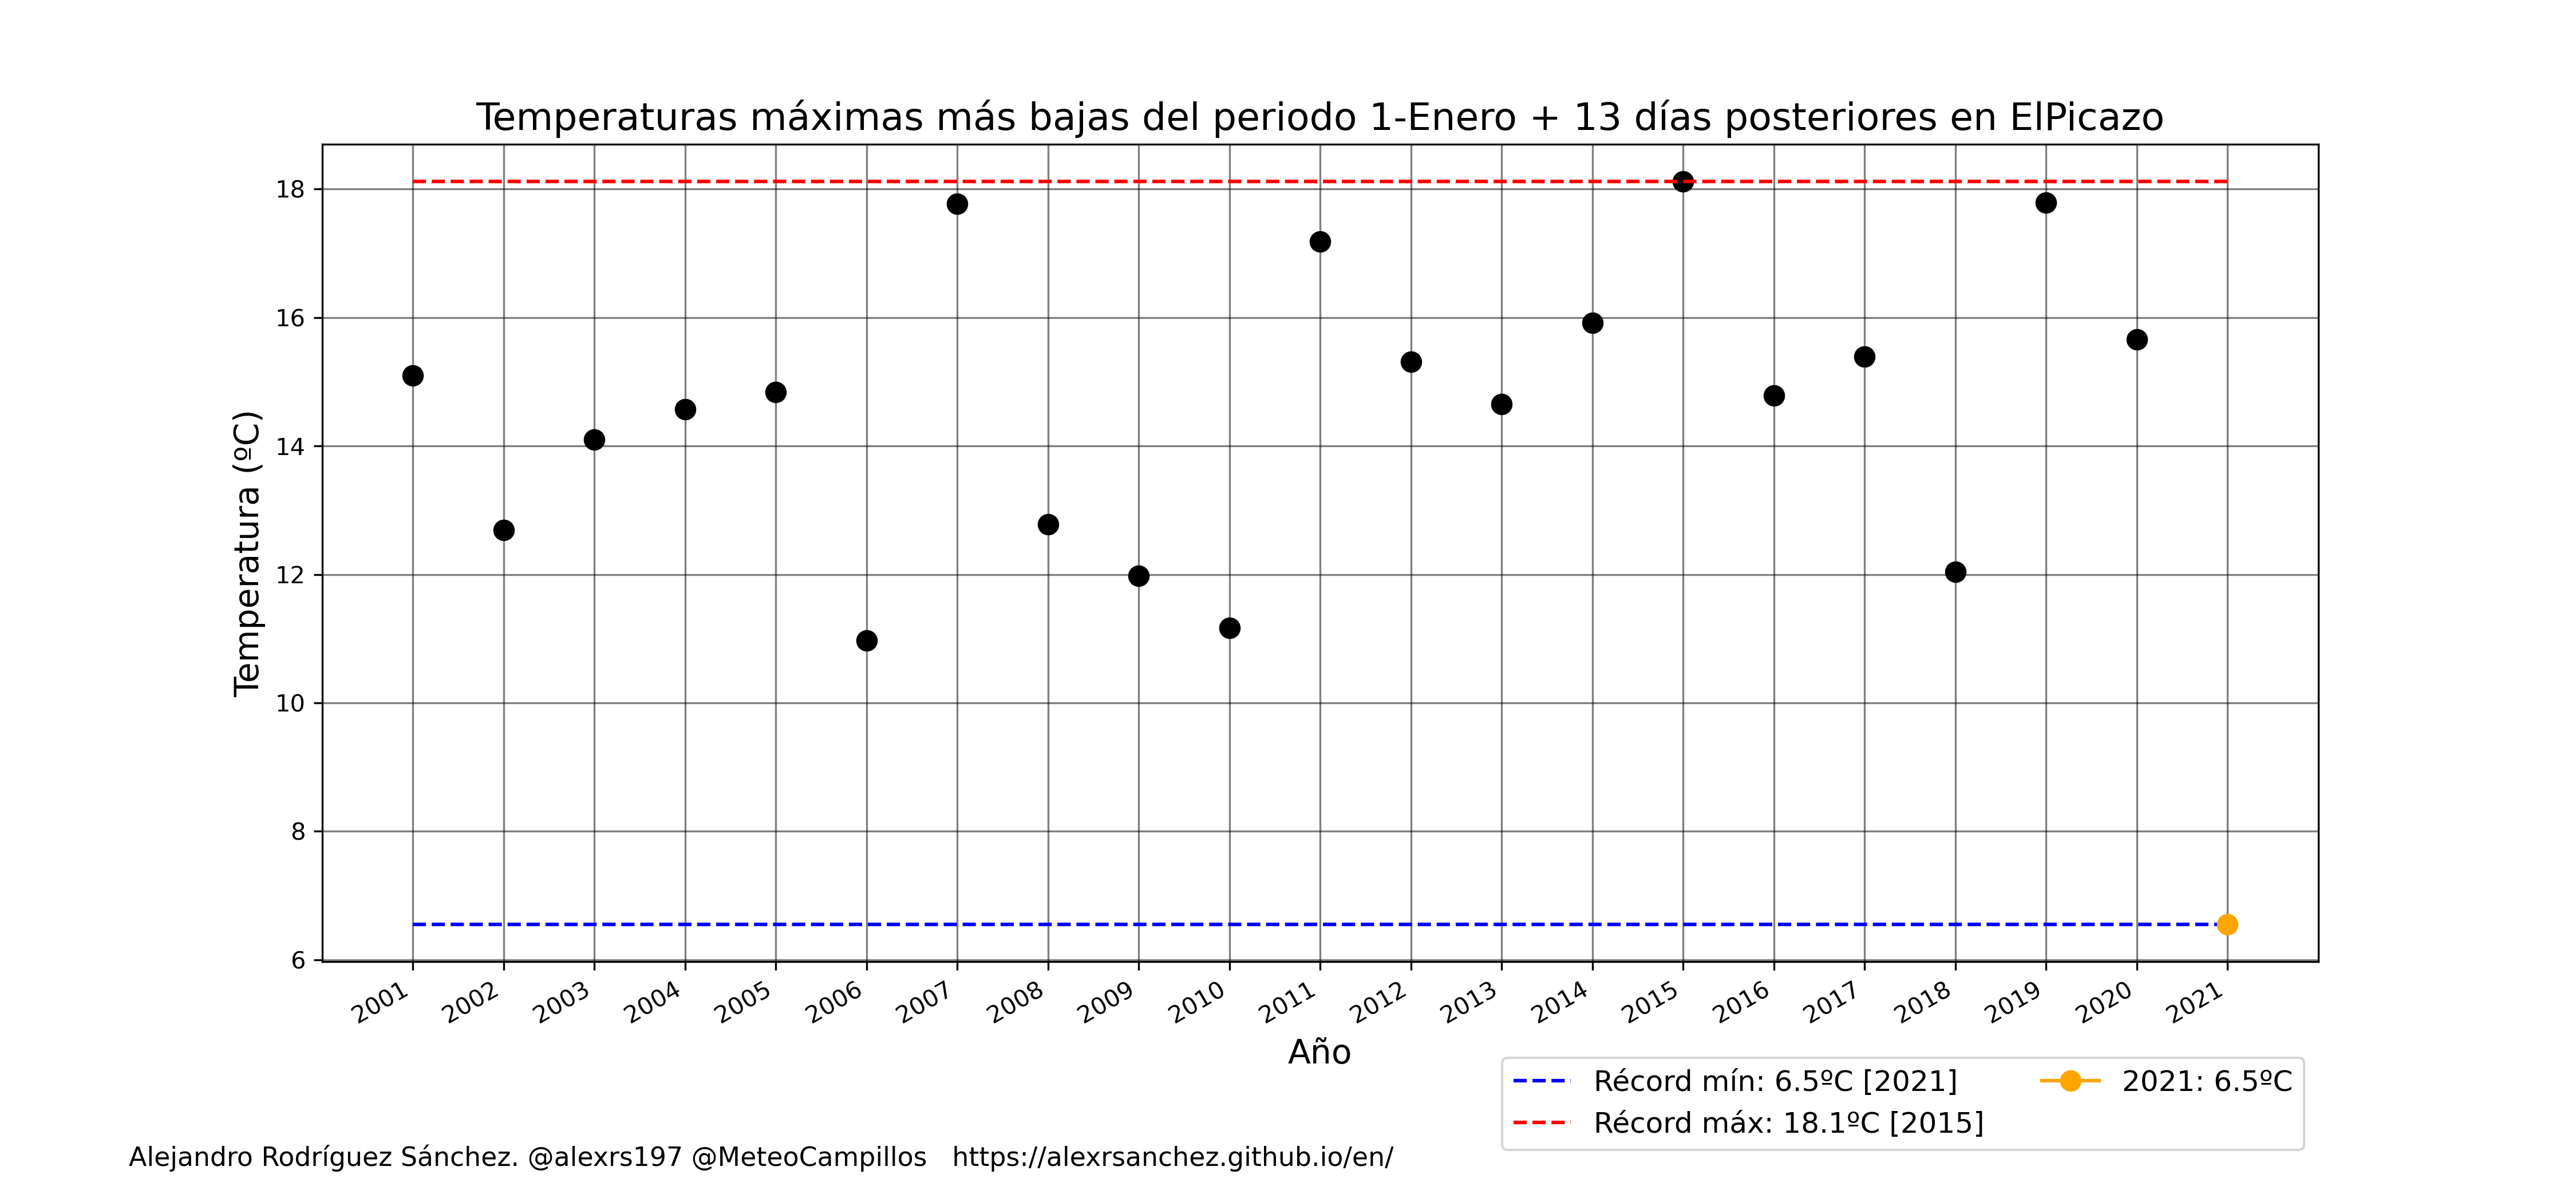 Temperaturas máximas más bajas del periodo 1-Enero + 13 días posteriores en ElPicazo
Temperatura (ºC)
18
16
14
12
10
8
6
2001 2002 2003 2004 2005 2006 2007 2008 2009 2010 2011 2012 2013 2014 2015 2016 2017 2018 2019 2020 2021
Año
Récord mín: 6.5ºC [2021]
Récord máx: 18.1ºC [2015]
2021: 6.5ºC
Alejandro Rodríguez Sánchez. @alexrs197 @MeteoCampillos https://alexrsanchez.github.io/en/